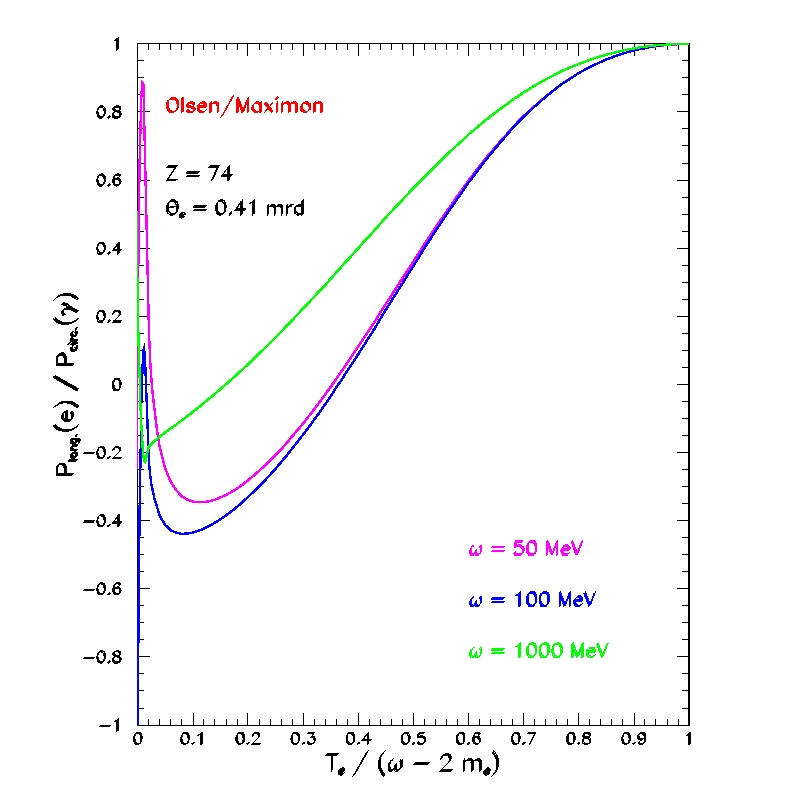 Olsen/Maximon
Z = 74
Θe = 0.41 mrd
1
0.8
0.6
0.4
0.2
0
−0.2
−0.4
−0.6
−0.8
−1
Plong.(e) / Pcirc.(γ)
ω = 50 MeV
ω = 100 MeV
ω = 1000 MeV
0 0.1 0.2 0.3 0.4 0.5 0.6 0.7 0.8 0.9 1
Te / (ω − 2 me)